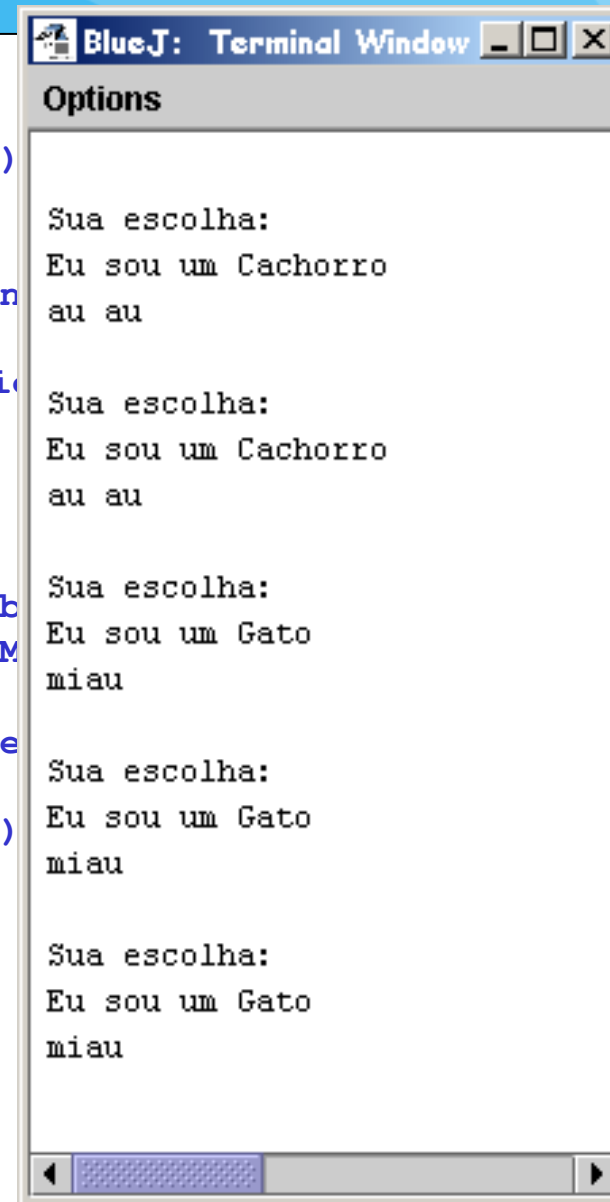 BlueJ: Terminal Window
Options
)
Sua escolha:
Eu sou um Cachorro
n
au au
Sua escolha:
Eu sou um Cachorro
au au
Sua escolha:
b
Eu sou um Gato
M
miau
e
Sua escolha:
)
Eu sou um Gato
miau
Sua escolha:
Eu sou um Gato
miau